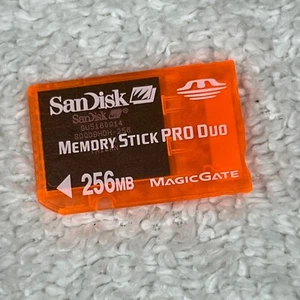 SanDisk
SanDisk
MEMORY STICK PRO DUO
256MB
MAGICGATE